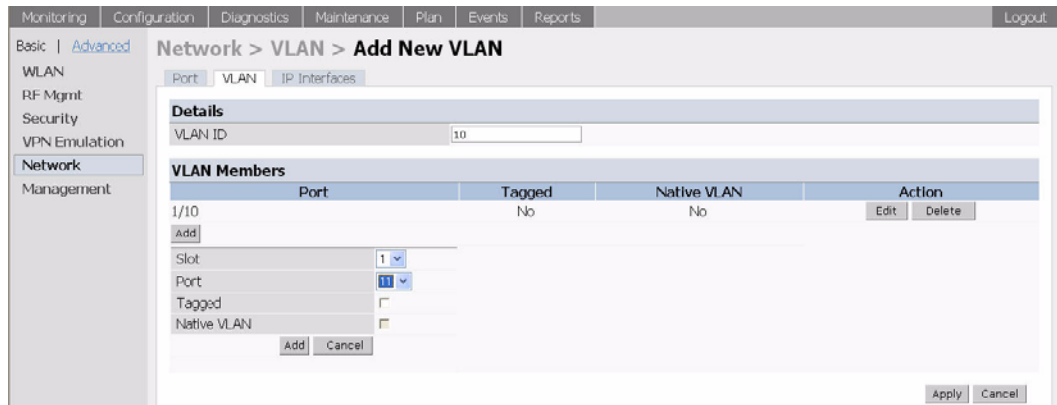 Monitoring Configuration Diagnostics Maintenance Plan Events Reports Logout
Basic | Advanced
WLAN
RF Mgmt
Security
VPN Emulation
Network
Management
Network > VLAN > Add New VLAN
Port VLAN IP Interfaces
Details
VLAN ID 10
VLAN Members
Port Tagged Native VLAN Action
1/10 No No Edit Delete
Add
Slot 1
Port 11
Tagged
Native VLAN
Add Cancel
Apply Cancel